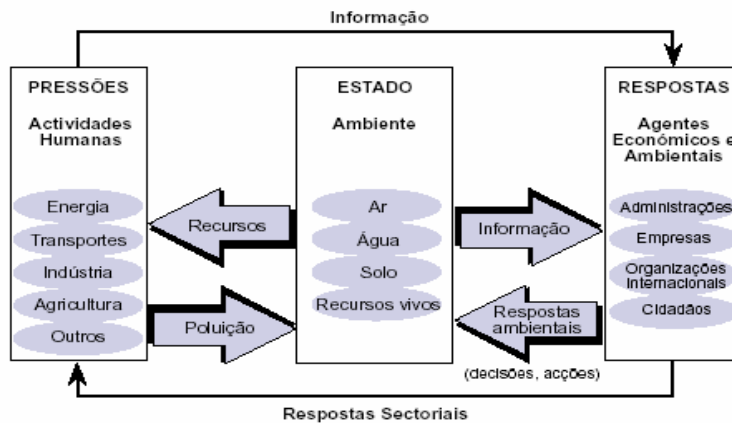 Informação
PRESSÕES
Actividades
Humanas
Energia
Transportes
Indústria
Agricultura
Outros
Recursos
Poluição
ESTADO
Ambiente
Ar
Água
Solo
Recursos vivos
Informação
Respostas
ambientais
(decisões, acções)
RESPOSTAS
Agentes
Económicos e
Ambientais
Administrações
Empresas
Organizações
Internacionais
Cidadãos
Respostas Sectoriais